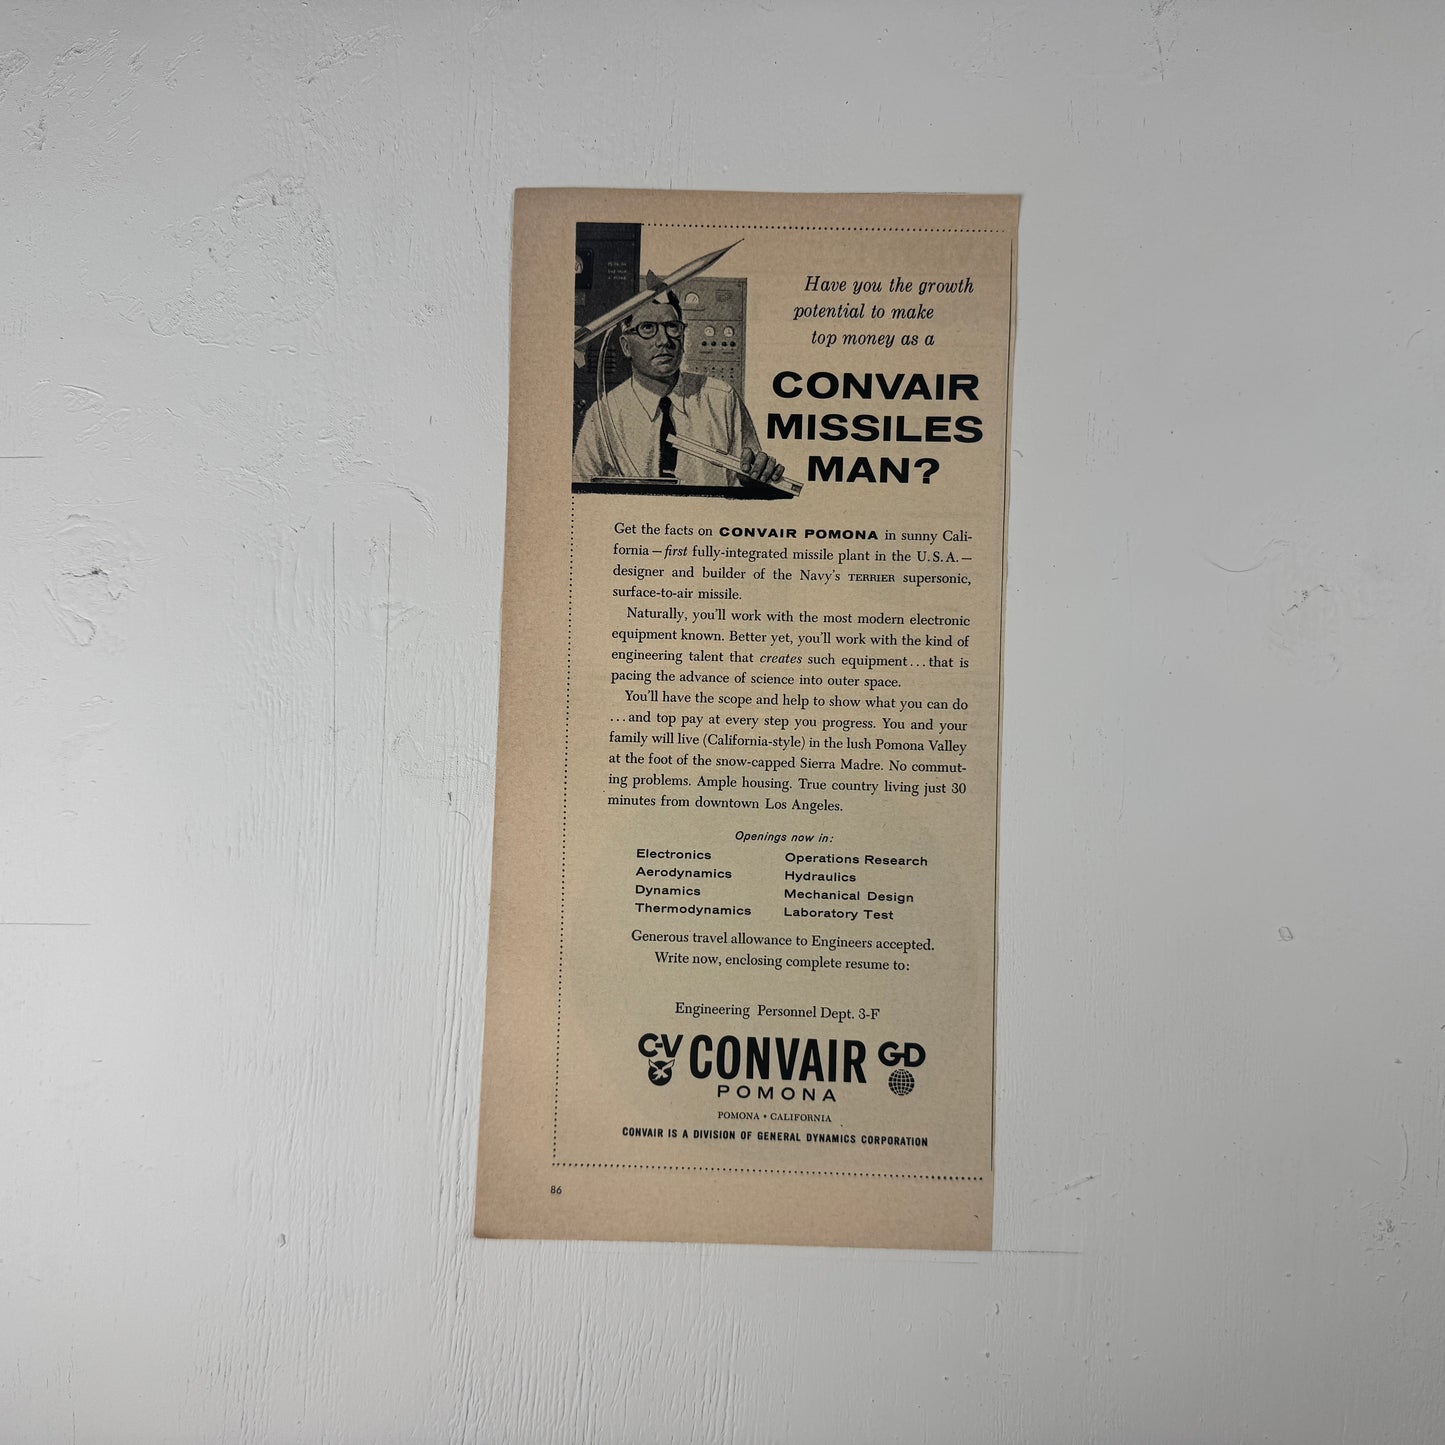 Have you the growth
potential to make
top money as a
CONVAIR
MISSILES
MAN?
Get the facts on CONVAIR POMONA in sunny Cali-
fornia — first fully-integrated missile plant in the U.S.A. —
designer and builder of the Navy's TERRIER supersonic,
surface-to-air missile.
Naturally, you'll work with the most modern electronic
equipment known. Better yet, you'll work with the kind of
engineering talent that creates such equipment...that is
pacing the advance of science into outer space.
You'll have the scope and help to show what you can do
...and top pay at every step you progress. You and your
family will live (California-style) in the lush Pomona Valley
at the foot of the snow-capped Sierra Madre. No commut-
ing problems. Ample housing. True country living just 30
minutes from downtown Los Angeles.
Openings now in:
Electronics
Aerodynamics
Dynamics
Thermodynamics
Operations Research
Hydraulics
Mechanical Design
Laboratory Test
Generous travel allowance to Engineers accepted.
Write now, enclosing complete resume to:
Engineering Personnel Dept. 3-F
C-V CONVAIR GD
POMONA
POMONA • CALIFORNIA
CONVAIR IS A DIVISION OF GENERAL DYNAMICS CORPORATION
86